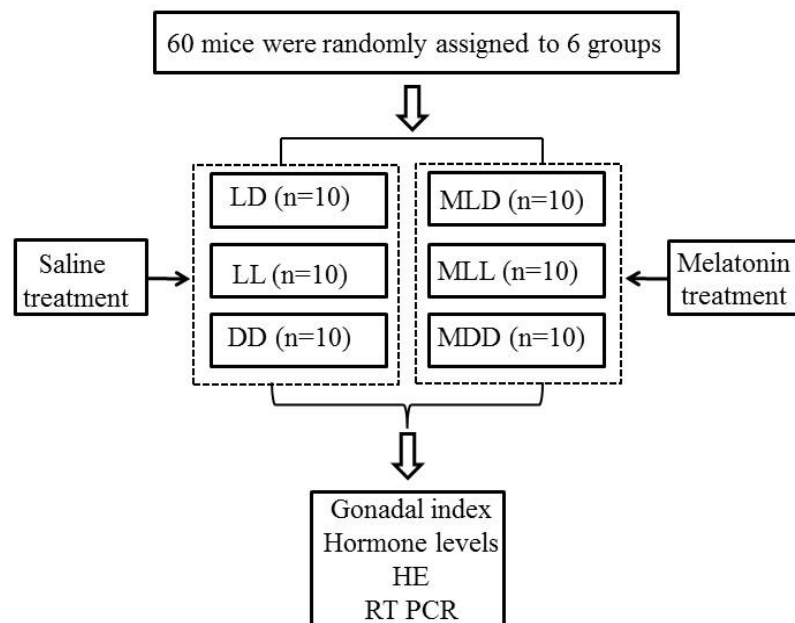 60 mice were randomly assigned to 6 groups
LD (n=10)
LL (n=10)
DD (n=10)
MLD (n=10)
MLL (n=10)
MDD (n=10)
Saline
treatment
Melatonin
treatment
Gonadal index
Hormone levels
HE
RT PCR